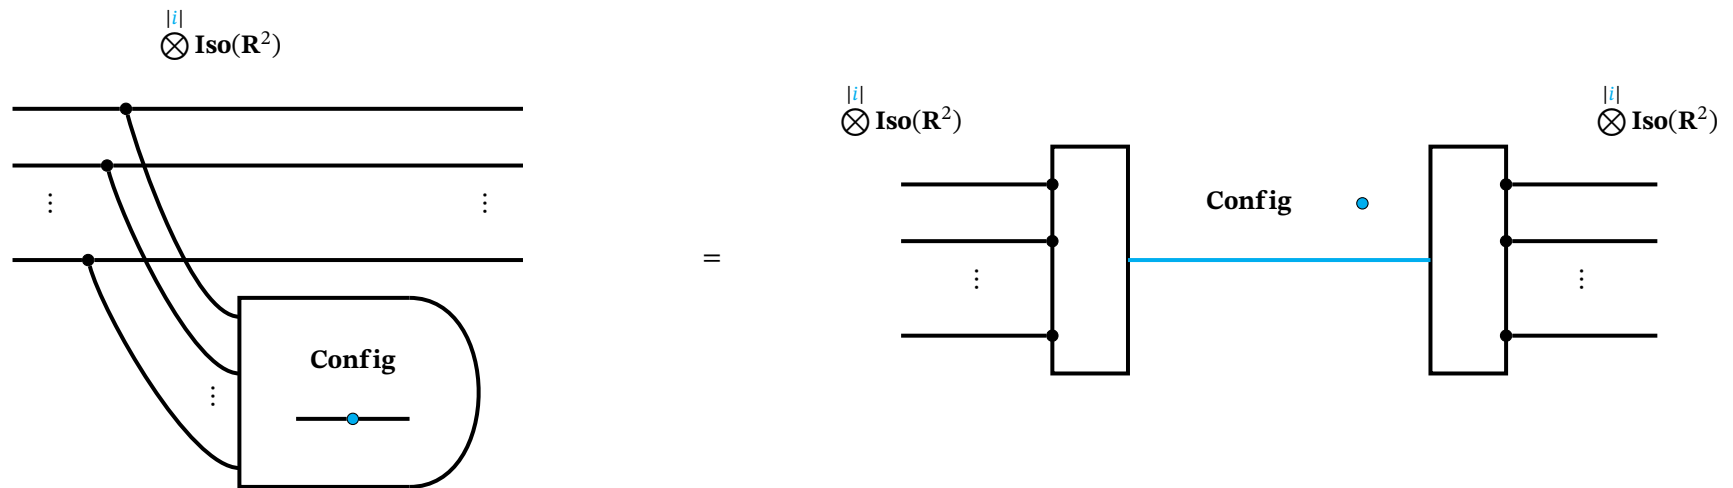 |i|
⨂ Iso(R²)
⋮ ⋮
Config
=
|i|
⨂ Iso(R²)
Config
|i|
⨂ Iso(R²)
⋮ ⋮
⋮